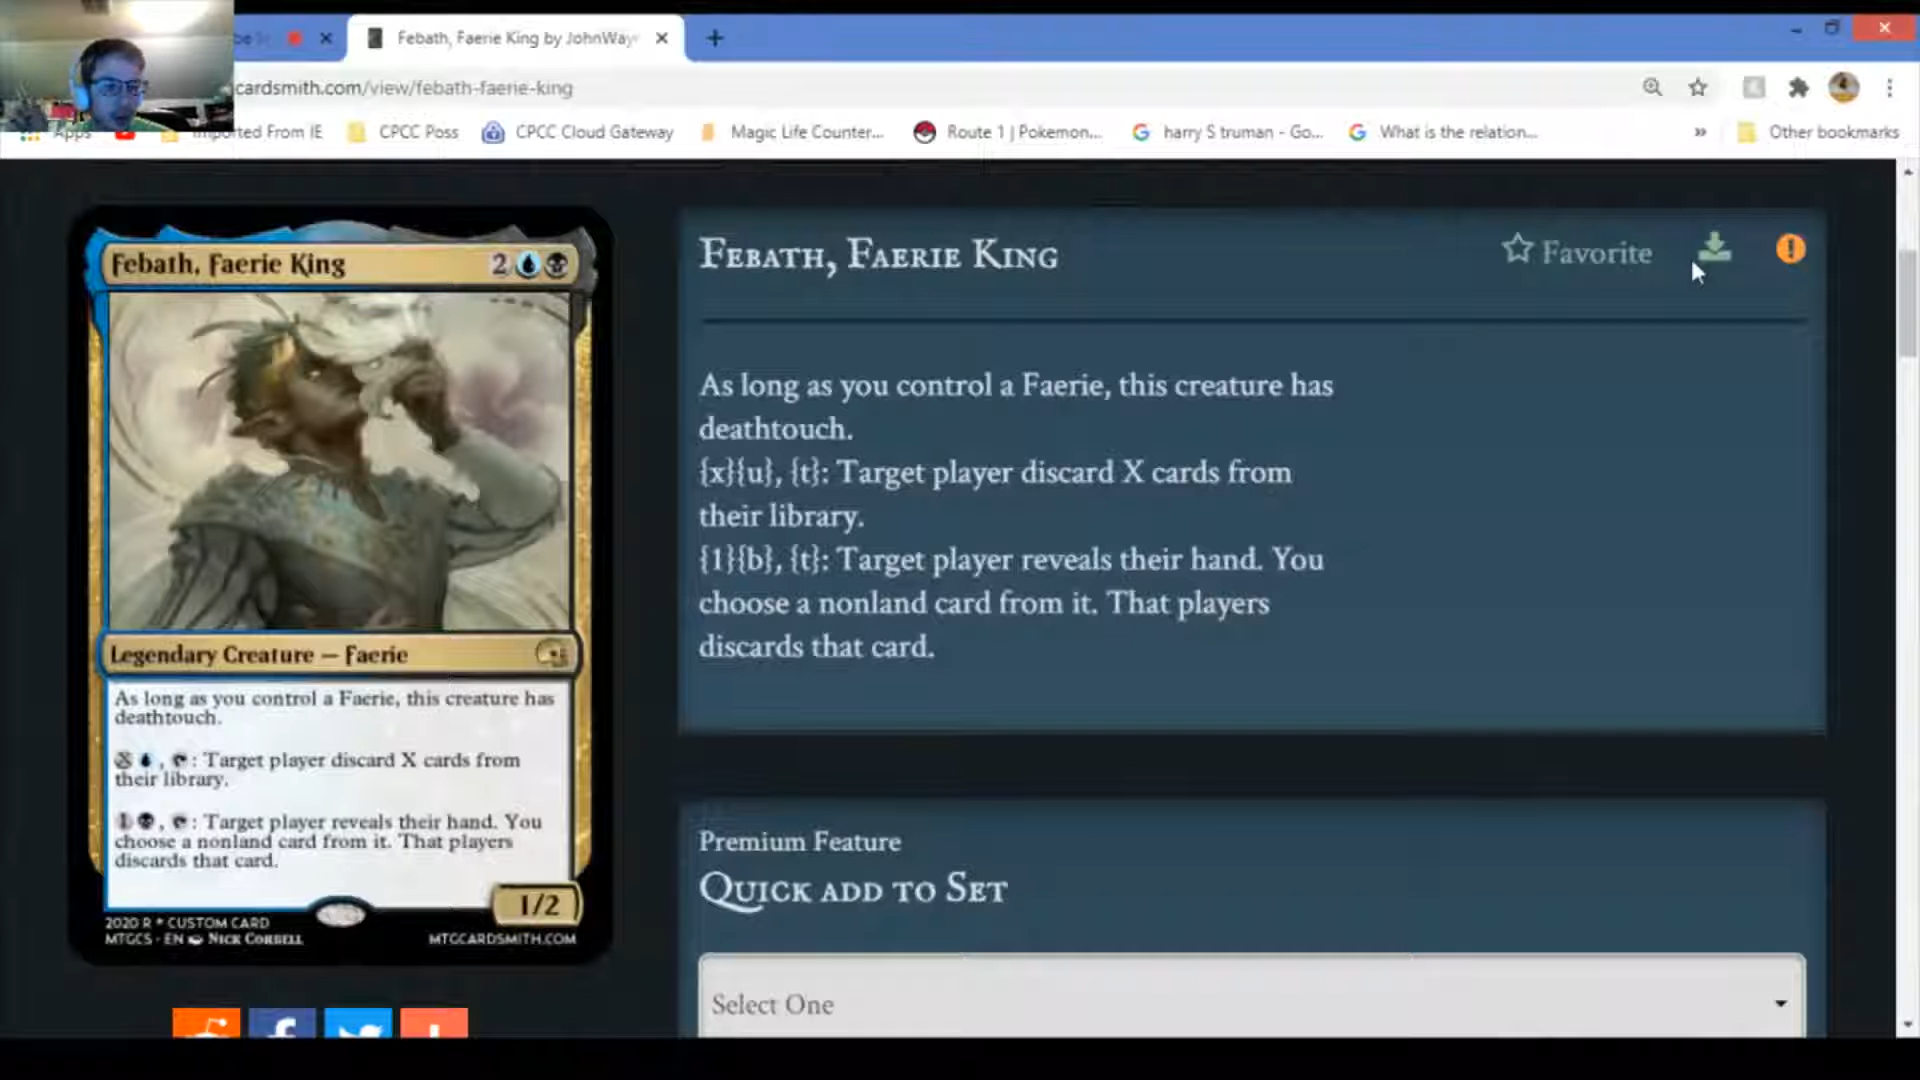 Febath, Faerie King by JohnWay
cardsmith.com/view/febath-faerie-king
Apps
Imported From IE
CPCC Poss
CPCC Cloud Gateway
Magic Life Counter...
Route 1 | Pokemon...
harry S truman - Go...
What is the relation...
»
Other bookmarks
Febath, Faerie King 2
Legendary Creature — Faerie
As long as you control a Faerie, this creature has
deathtouch.
X , : Target player discard X cards from
their library.
1 , : Target player reveals their hand. You
choose a nonland card from it. That players
discards that card.
1/2
2020 R * CUSTOM CARD
MTGCS · EN Nick Corbell
MTGCARDSMITH.COM
Febath, Faerie King
Favorite
As long as you control a Faerie, this creature has
deathtouch.
{x}{u}, {t}: Target player discard X cards from
their library.
{1}{b}, {t}: Target player reveals their hand. You
choose a nonland card from it. That players
discards that card.
Premium Feature
Quick add to Set
Select One